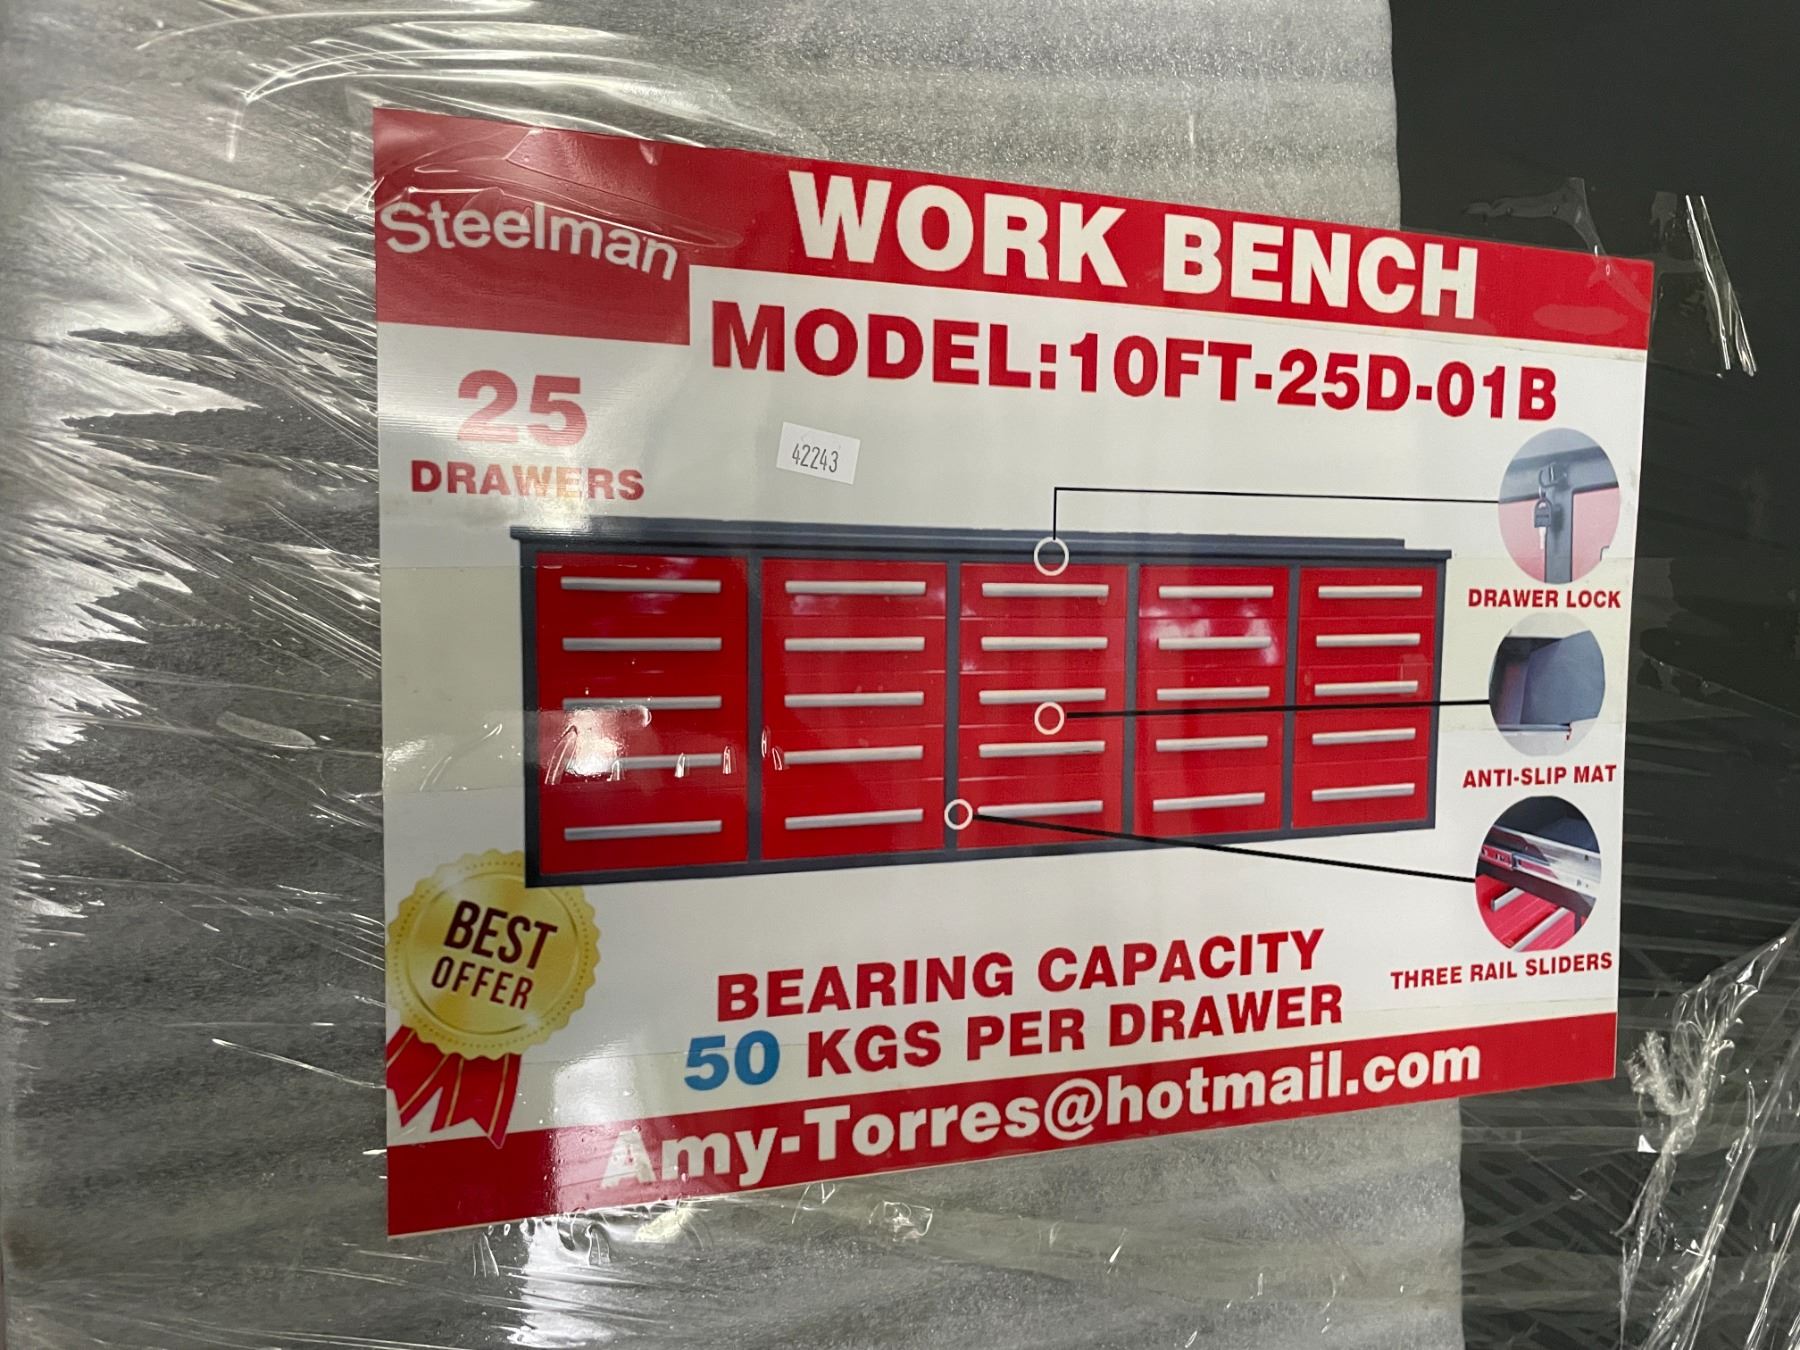 Steelman
WORK BENCH
MODEL:10FT-25D-01B
25
DRAWERS
42243
DRAWER LOCK
ANTI-SLIP MAT
THREE RAIL SLIDERS
BEST
OFFER
BEARING CAPACITY
50 KGS PER DRAWER
Amy-Torres@hotmail.com